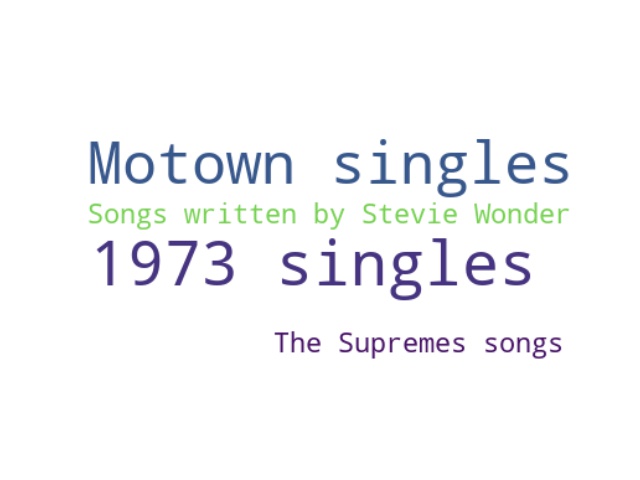 Motown singles
Songs written by Stevie Wonder
1973 singles
The Supremes songs